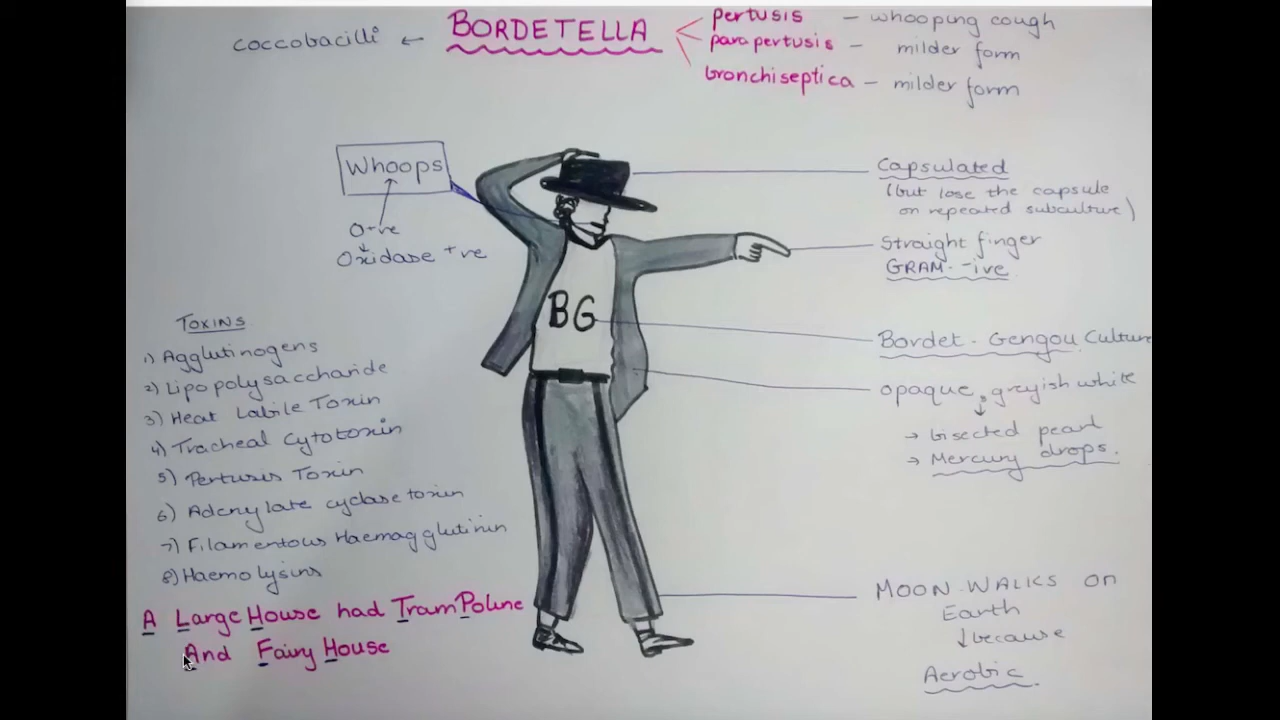 coccobacilli ← BORDETELLA
pertusis – whooping cough
parapertusis – milder form
bronchiseptica – milder form
Whoops
O+ve
Oxidase +ve
Capsulated
(but lose the capsule
on repeated subculture)
Straight finger
GRAM -ive
BG
Bordet - Gengou Culture
opaque, greyish white
→ bisected pearl
→ Mercury drops.
MOON WALKS ON
Earth
↓ because
Aerobic
TOXINS
1) Agglutinogens
2) Lipopolysaccharide
3) Heat Labile Toxin
4) Tracheal Cytotoxin
5) Pertusis Toxin
6) Adenylate cyclase toxin
7) Filamentous Haemagglutinin
8) Haemolysins
A Large House had TramPoline
And Fairy House